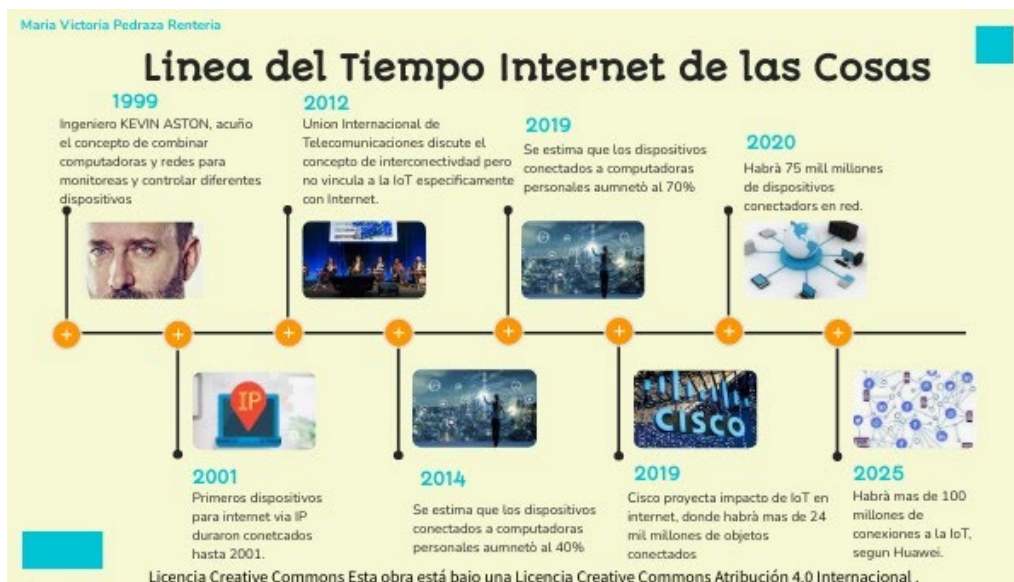 Maria Victoria Pedraza Renteria
Linea del Tiempo Internet de las Cosas
1999
Ingeniero KEVIN ASTON, acuño
el concepto de combinar
computadoras y redes para
monitoreas y controlar diferentes
dispositivos
2001
Primeros dispositivos
para internet via IP
duraron conetcados
hasta 2001.
2012
Union Internacional de
Telecomunicaciones discute el
concepto de interconectivdad pero
no vincula a la IoT especificamente
con Internet.
2014
Se estima que los dispositivos
conectados a computadoras
personales aumnetò al 40%
2019
Se estima que los dispositivos
conectados a computadoras
personales aumnetò al 70%
2019
Cisco proyecta impacto de IoT en
internet, donde habrà mas de 24
mil millones de objetos
conectados
2020
Habrà 75 mill millones
de dispositivos
conectadors en red.
2025
Habrà mas de 100
millones de
conexiones a la IoT,
segun Huawei.
IP
CISCO
Licencia Creative Commons Esta obra está bajo una Licencia Creative Commons Atribución 4.0 Internacional .